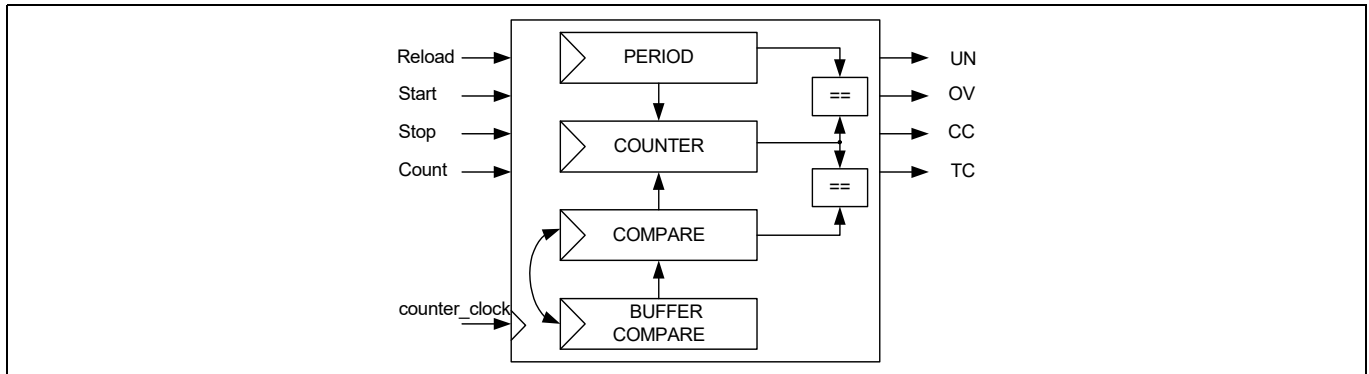 Reload
Start
Stop
Count
counter_clock
PERIOD
COUNTER
COMPARE
BUFFER
COMPARE
==
==
UN
OV
CC
TC